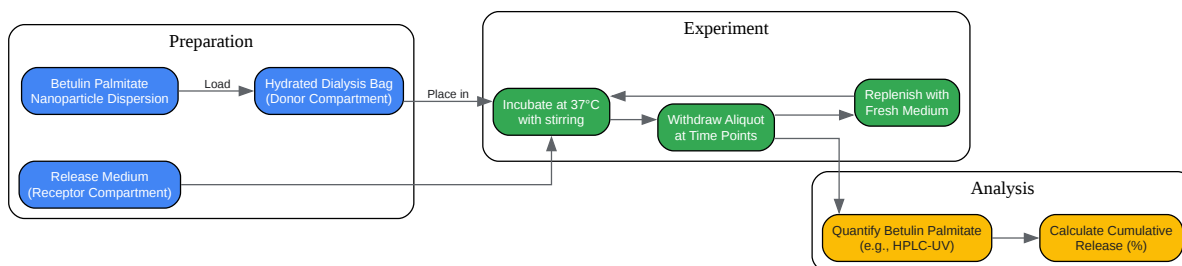 Preparation
Betulin Palmitate
Nanoparticle Dispersion
Load
Hydrated Dialysis Bag
(Donor Compartment)
Place in
Release Medium
(Receptor Compartment)
Experiment
Incubate at 37°C
with stirring
Withdraw Aliquot
at Time Points
Replenish with
Fresh Medium
Analysis
Quantify Betulin Palmitate
(e.g., HPLC-UV)
Calculate Cumulative
Release (%)